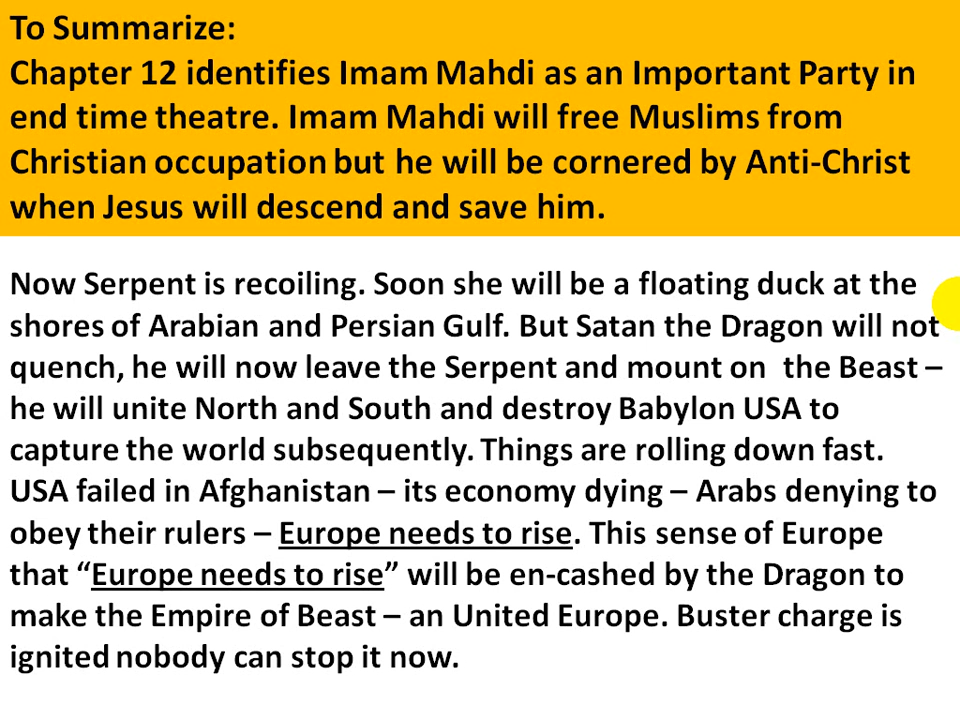 To Summarize:
Chapter 12 identifies Imam Mahdi as an Important Party in
end time theatre. Imam Mahdi will free Muslims from
Christian occupation but he will be cornered by Anti-Christ
when Jesus will descend and save him.
Now Serpent is recoiling. Soon she will be a floating duck at the
shores of Arabian and Persian Gulf. But Satan the Dragon will not
quench, he will now leave the Serpent and mount on  the Beast –
he will unite North and South and destroy Babylon USA to
capture the world subsequently. Things are rolling down fast.
USA failed in Afghanistan – its economy dying – Arabs denying to
obey their rulers – Europe needs to rise. This sense of Europe
that “Europe needs to rise” will be en-cashed by the Dragon to
make the Empire of Beast – an United Europe. Buster charge is
ignited nobody can stop it now.